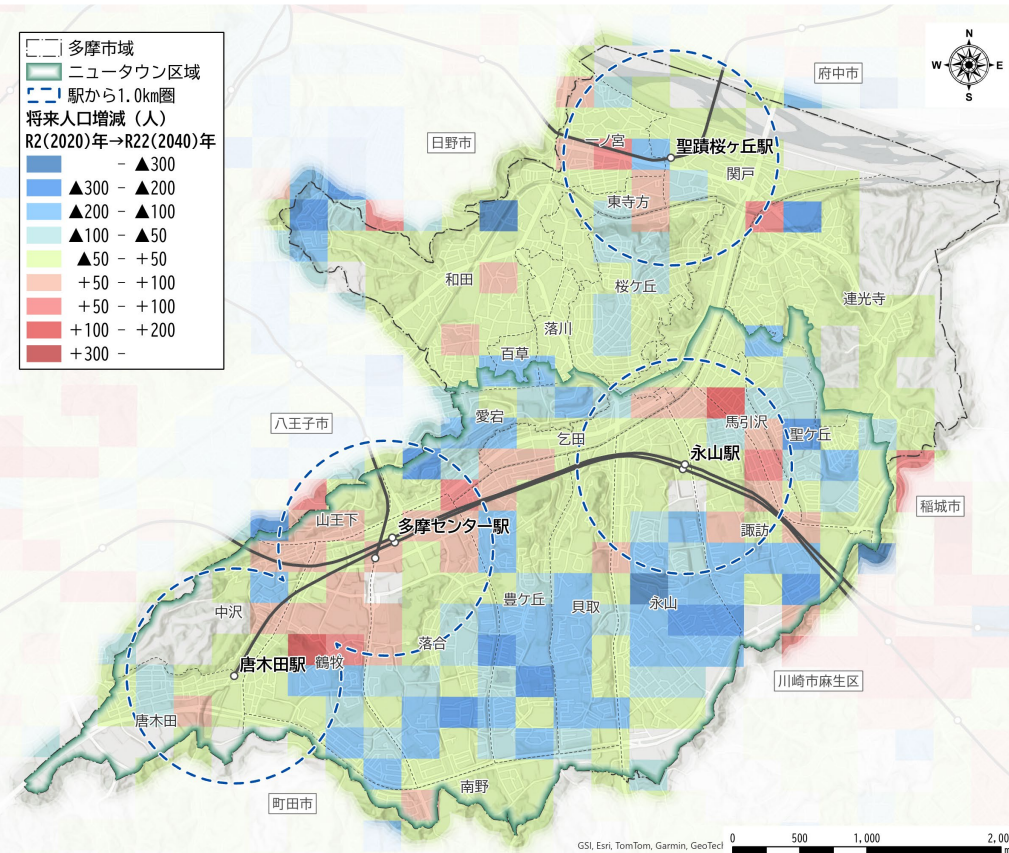 多摩市域
ニュータウン区域
駅から1.0km圏
将来人口増減（人）
R2(2020)年→R22(2040)年
－ ▲300
▲300 － ▲200
▲200 － ▲100
▲100 － ▲50
▲50 － +50
+50 － +100
+50 － +100
+100 － +200
+300 －
N
W
E
S
府中市
日野市
一ノ宮
聖蹟桜ヶ丘駅
関戸
東寺方
和田
桜ケ丘
連光寺
落川
百草
八王子市
愛宕
乞田
馬引沢
聖ケ丘
永山駅
稲城市
山王下
多摩センター駅
諏訪
中沢
豊ケ丘
貝取
永山
落合
唐木田駅
鶴牧
川崎市麻生区
唐木田
南野
町田市
GSI, Esri, TomTom, Garmin, GeoTecl
0
500
1,000
2,00
m